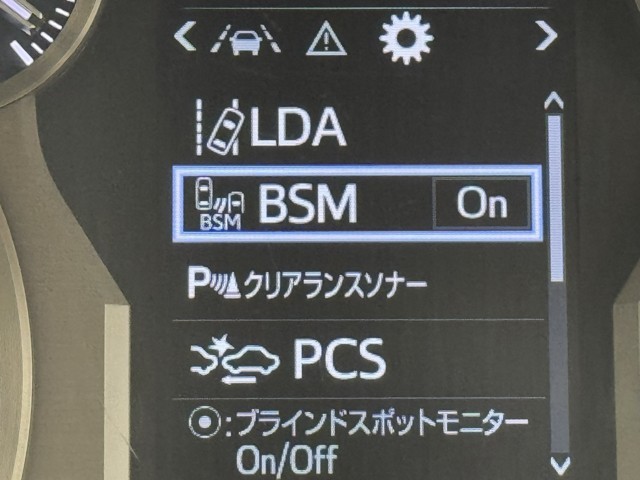 LDA
BSM BSM On
Pクリアランスソナー
PCS
:ブラインドスポットモニター
On/Off